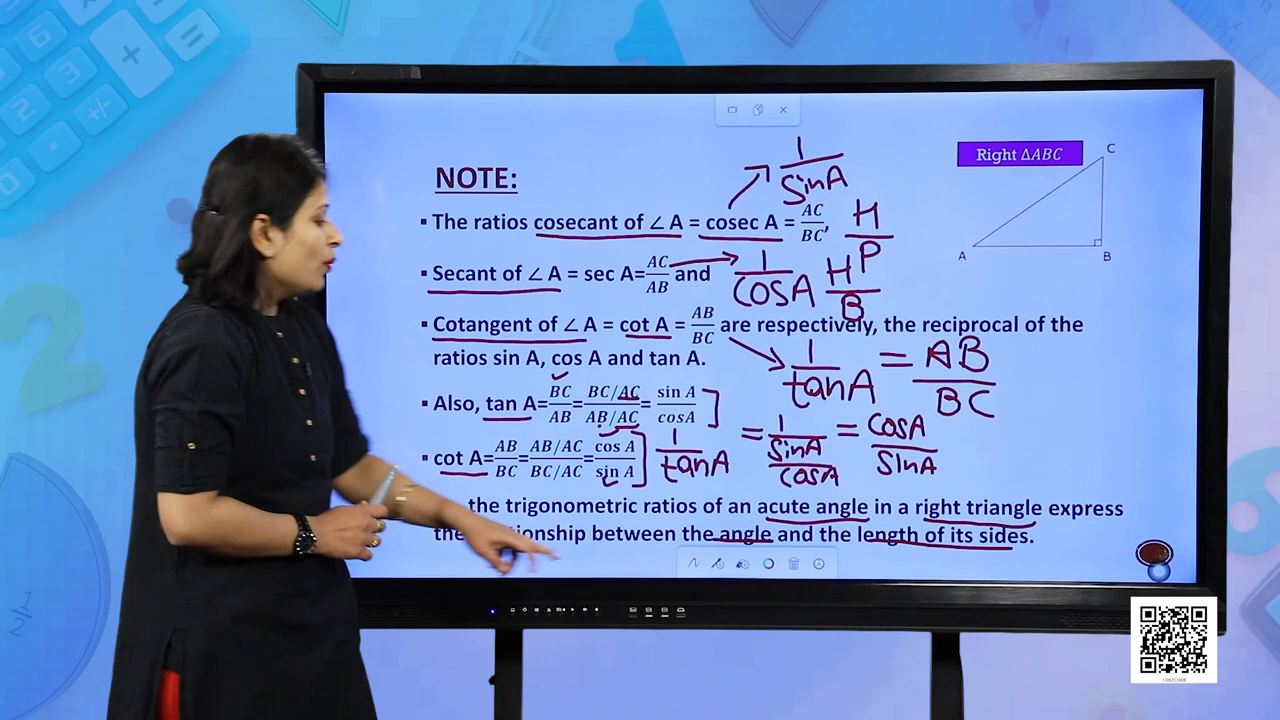 NOTE:
Right ΔABC
C
A
B
1/SinA
▪ The ratios cosecant of ∠ A = cosec A = AC/BC, H/P
▪ Secant of ∠ A = sec A= AC/AB and 1/COSA H/B
▪ Cotangent of ∠ A = cot A = AB/BC are respectively, the reciprocal of the
ratios sin A, cos A and tan A.
1/tanA = AB/BC
▪ Also, tan A= BC/AB = BC/AC / AB/AC = sin A/cosA
▪ cot A= AB/BC = AB/AC / BC/AC = cos A/sin A 1/tanA = 1/SinA/COSA = COSA/SINA
the trigonometric ratios of an acute angle in a right triangle express
between the angle and the length of its sides.